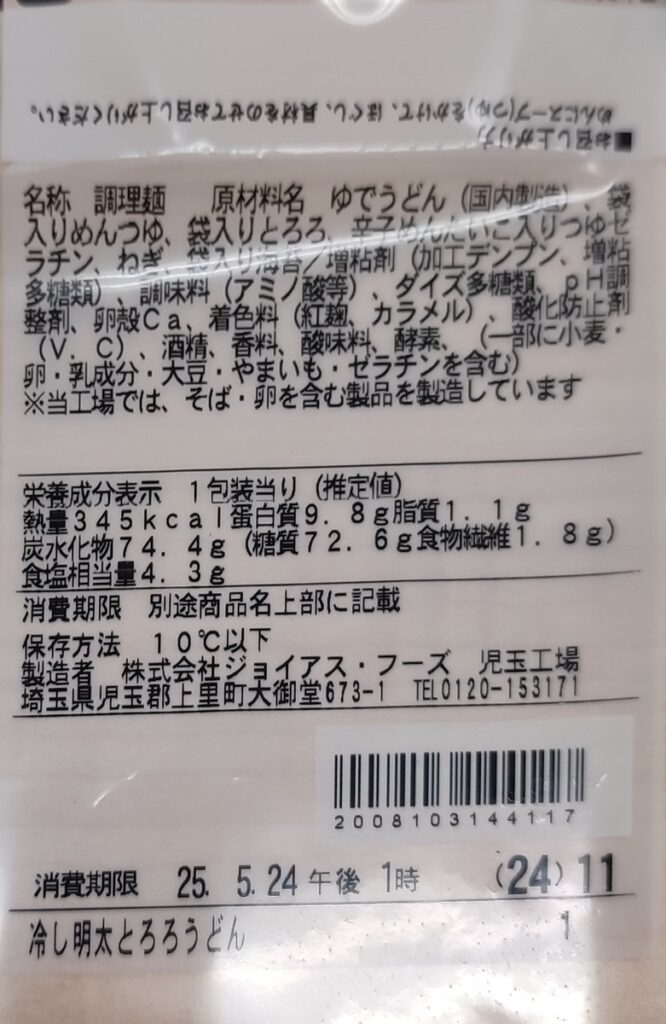 ■お召し上がり方
めんにスープ(つゆ)をかけて、ほぐし、具材をのせてお召し上がりください。
名称 調理麺 原材料名 ゆでうどん(国内製造)、袋
入りめんつゆ、袋入りとろろ、辛子めんたいこ入りつゆゼ
ラチン、ねぎ、袋入り海苔/増粘剤(加工デンプン、増粘
多糖類)、調味料(アミノ酸等)、ダイズ多糖類、pH調
整剤、卵殻Ca、着色料(紅麹、カラメル)、酸化防止剤
(V.C)、酒精、香料、酸味料、酵素、(一部に小麦・
卵・乳成分・大豆・やまいも・ゼラチンを含む)
※当工場では、そば・卵を含む製品を製造しています
栄養成分表示 1包装当り(推定値)
熱量345kcal蛋白質9.8g脂質1.1g
炭水化物74.4g(糖質72.6g食物繊維1.8g)
食塩相当量4.3g
消費期限 別途商品名上部に記載
保存方法 10℃以下
製造者 株式会社ジョイアス・フーズ 児玉工場
埼玉県児玉郡上里町大御堂673-1 TEL0120-153171
2008103144117
消費期限 25. 5.24 午後 1時 (24) 11
冷し明太とろろうどん 1